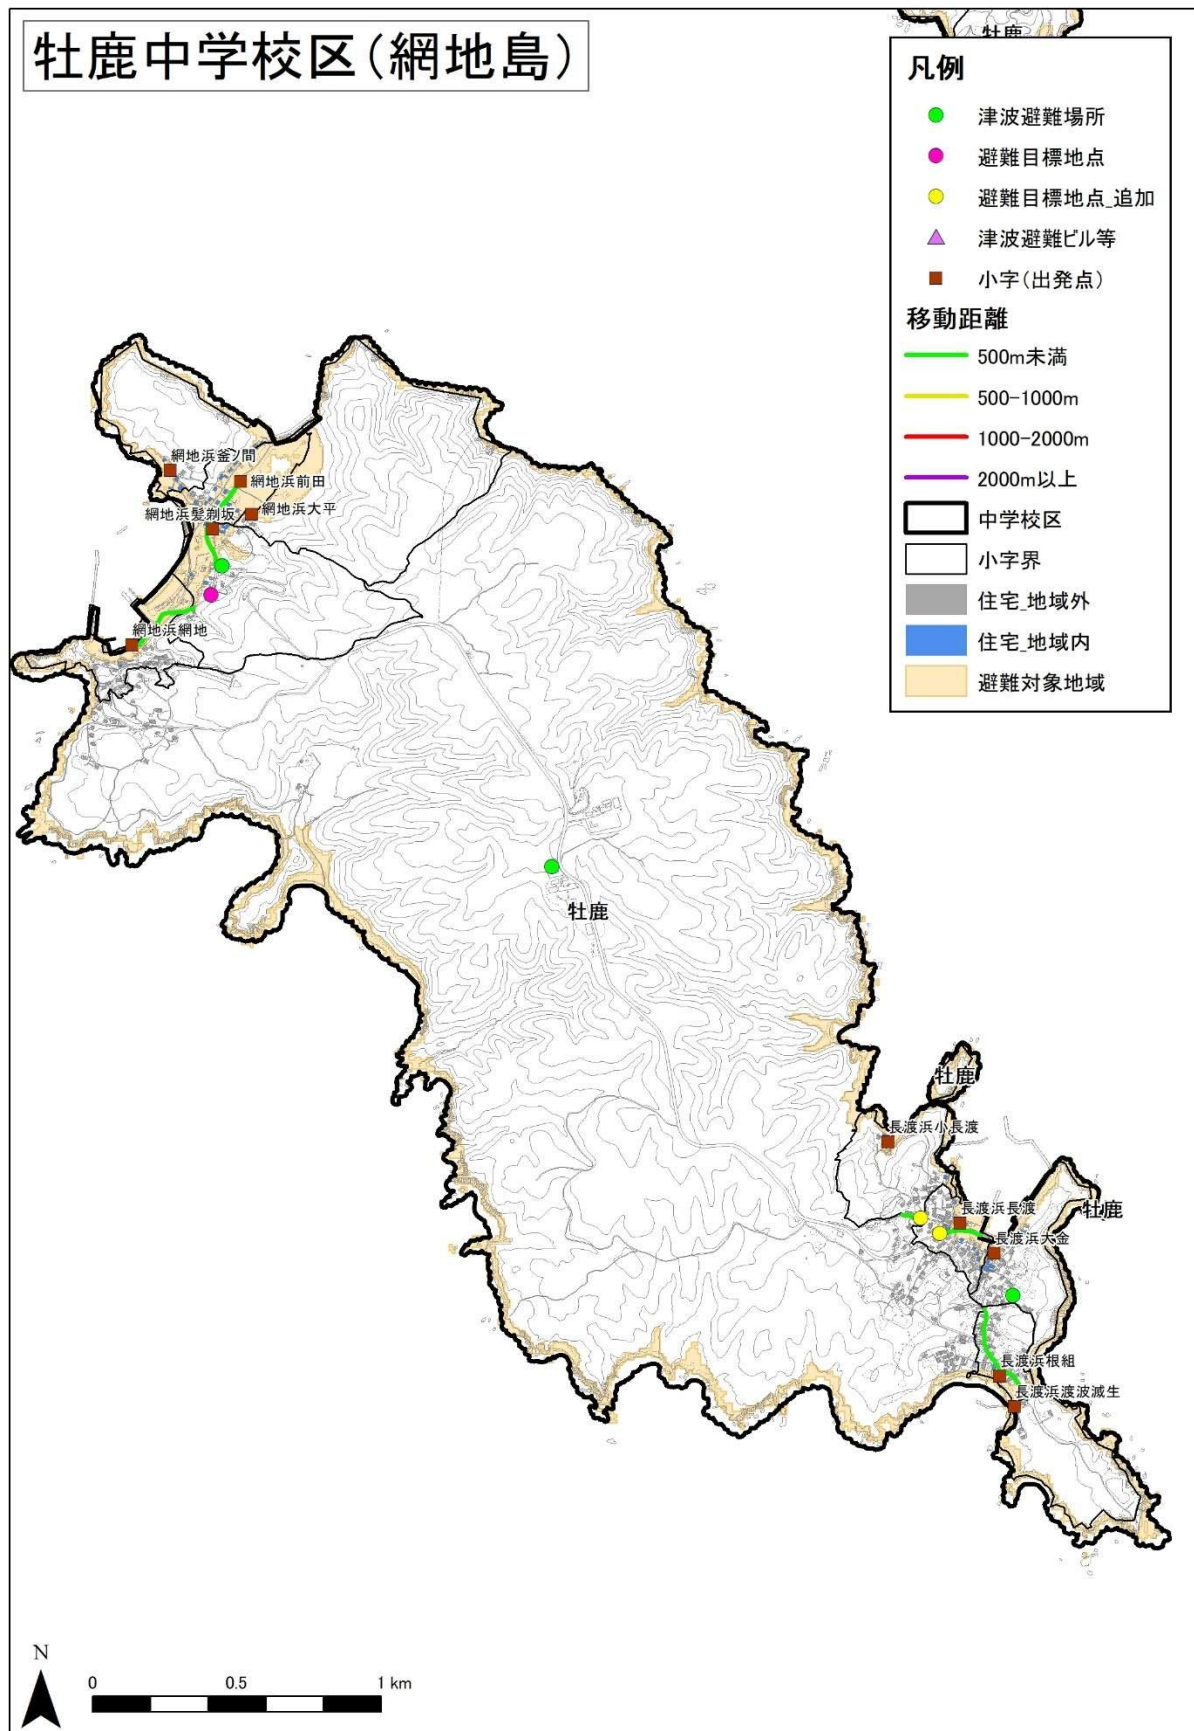 牡鹿中学校区(網地島)
牡鹿
凡例
津波避難場所
避難目標地点
避難目標地点_追加
津波避難ビル等
小字(出発点)
移動距離
500m未満
500-1000m
1000-2000m
2000m以上
中学校区
小字界
住宅_地域外
住宅_地域内
避難対象地域
網地浜釜ノ間
網地浜前田
網地浜大平
網地浜髪剃坂
網地浜網地
牡鹿
牡鹿
長渡浜小長渡
長渡浜長渡
牡鹿
長渡浜大金
長渡浜根組
長渡浜渡波滅生
N
0 0.5 1 km